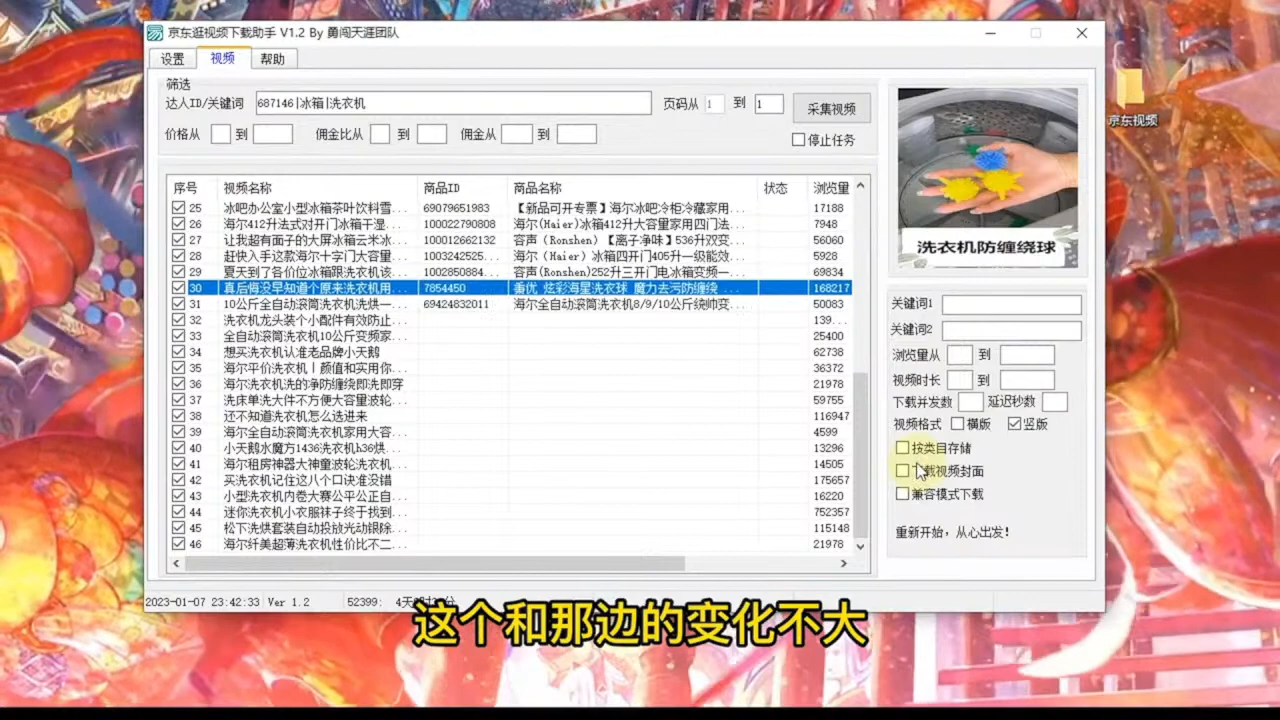 京东逛视频下载助手 V1.2 By 勇闯天涯团队
设置 视频 帮助
筛选
达人ID/关键词 687146|冰箱|洗衣机 页码从 1 到 1 采集视频
价格从 到 佣金比从 到 佣金从 到 停止任务
序号 视频名称 商品ID 商品名称 状态 浏览量
25 冰吧办公室小型冰箱茶叶饮料雪... 69079651983 【新品可开专票】海尔冰吧冷柜冷藏家用... 17188
26 海尔412升法式对开门冰箱干湿... 100022790808 海尔(Haier)冰箱412升大容量家用四门法... 7948
27 让我超有面子的大屏冰箱云米冰... 100012662132 容声（Ronshen）【离子净味】536升双变... 56060
28 赶快入手这款海尔十字门大容量... 1003242525... 海尔（Haier）冰箱四开门405升一级能效... 5928
29 夏天到了各价位冰箱跟洗衣机该... 1002850884... 容声(Ronshen)252升三开门电冰箱变频一... 69834
30 真后悔没早知道个原来洗衣机用... 7854450 番优 炫彩海星洗衣球 魔力去污防缠绕 ... 168217
31 10公斤全自动滚筒洗衣机洗烘一... 69424832011 海尔全自动滚筒洗衣机8/9/10公斤绕帅变... 50083
32 洗衣机龙头装个小配件有效防止... 139...
33 全自动滚筒洗衣机10公斤变频家... 25400
34 想买洗衣机认准老品牌小天鹅 62738
35 海尔平价洗衣机丨颜值和实用你... 36372
36 海尔洗衣机洗的净防缠绕即洗即穿 21978
37 洗床单洗大件不方便大容量波轮... 59755
38 还不知道洗衣机怎么选进来 116947
39 海尔全自动滚筒洗衣机家用大容... 4599
40 小天鹅水魔方1436洗衣机h36烘... 13296
41 海尔租房神器大神童波轮洗衣机... 14505
42 买洗衣机记住这八个口诀准没错 175657
43 小型洗衣机内卷大赛公平公正自... 16220
44 迷你洗衣机小衣服袜子终于找到... 752357
45 松下洗烘套装自动投放光动银除... 115148
46 海尔纤美超薄洗衣机性价比不二... 21978
洗衣机防缠绕球
关键词1
关键词2
浏览量从 到
视频时长 到
下载并发数 延迟秒数
视频格式 横版 竖版
按类目存储
下载视频封面
兼容模式下载
重新开始，从心出发！
2023-01-07 23:42:33 Ver 1.2 52399:
京东视频
这个和那边的变化不大